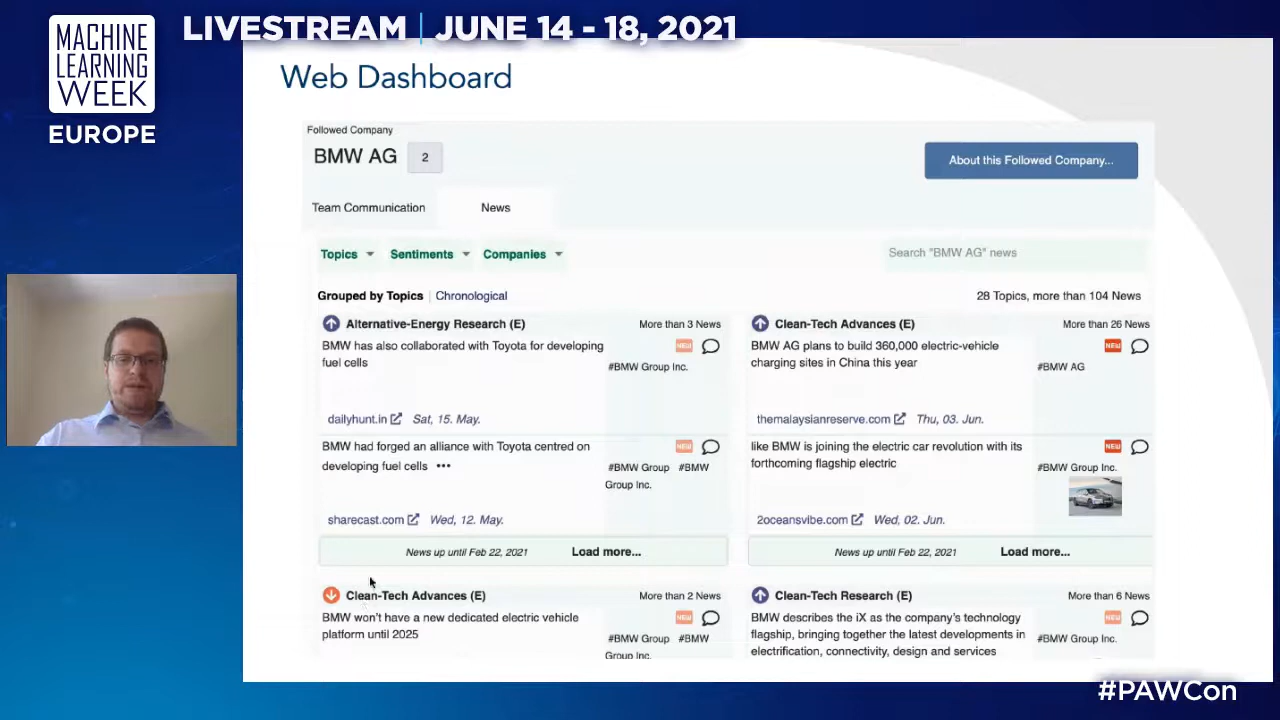 LIVESTREAM | JUNE 14 - 18, 2021
MACHINE
LEARNING
WEEK
EUROPE
Web Dashboard
Followed Company
BMW AG 2
About this Followed Company...
Team Communication News
Topics Sentiments Companies
Search "BMW AG" news
Grouped by Topics | Chronological
28 Topics, more than 104 News
Alternative-Energy Research (E) More than 3 News
BMW has also collaborated with Toyota for developing
fuel cells
NEW
#BMW Group Inc.
dailyhunt.in Sat, 15. May.
BMW had forged an alliance with Toyota centred on
developing fuel cells •••
NEW
#BMW Group #BMW
Group Inc.
sharecast.com Wed, 12. May.
News up until Feb 22, 2021 Load more...
Clean-Tech Advances (E) More than 26 News
BMW AG plans to build 360,000 electric-vehicle
charging sites in China this year
NEW
#BMW AG
themalaysianreserve.com Thu, 03. Jun.
like BMW is joining the electric car revolution with its
forthcoming flagship electric
NEW
#BMW Group Inc.
2oceansvibe.com Wed, 02. Jun.
News up until Feb 22, 2021 Load more...
Clean-Tech Advances (E) More than 2 News
BMW won't have a new dedicated electric vehicle
platform until 2025
NEW
#BMW Group #BMW
Group Inc.
Clean-Tech Research (E) More than 6 News
BMW describes the iX as the company's technology
flagship, bringing together the latest developments in
electrification, connectivity, design and services
NEW
#BMW Group Inc.
#PAWCon